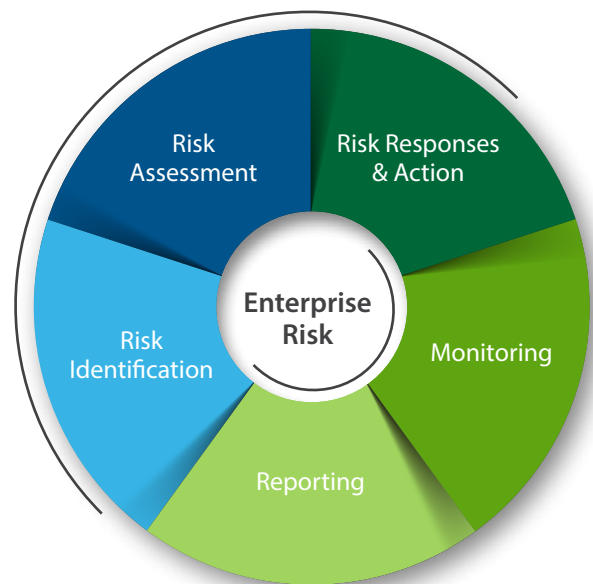 Risk
Assessment
Risk Responses
& Action
Enterprise
Risk
Monitoring
Risk
Identification
Reporting